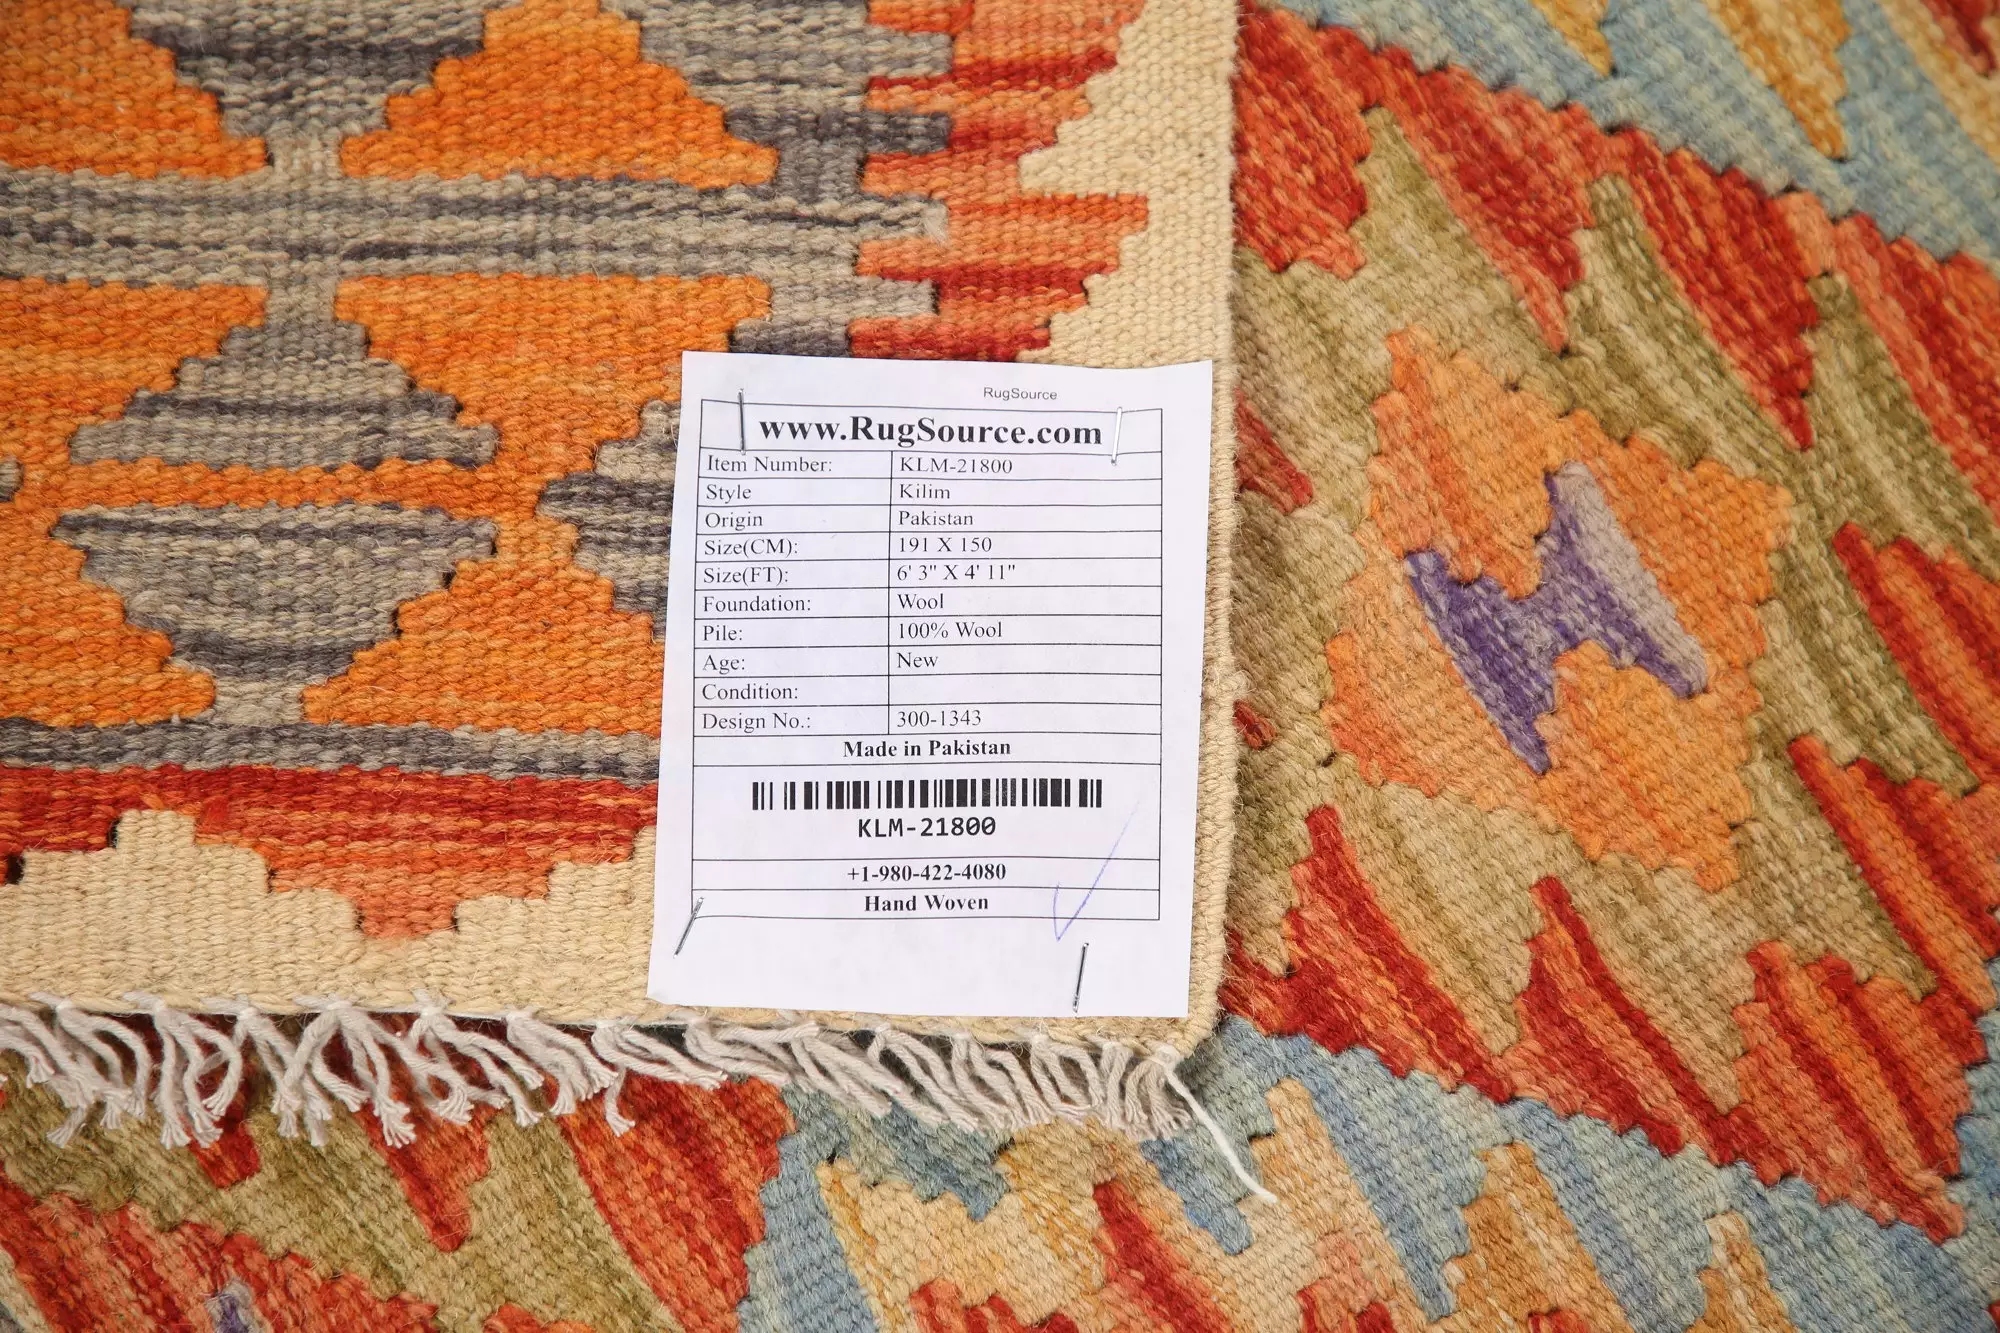 RugSource
www.RugSource.com
Item Number: KLM-21800
Style Kilim
Origin Pakistan
Size(CM): 191 X 150
Size(FT): 6' 3" X 4' 11"
Foundation: Wool
Pile: 100% Wool
Age: New
Condition:
Design No.: 300-1343
Made in Pakistan
KLM-21800
+1-980-422-4080
Hand Woven